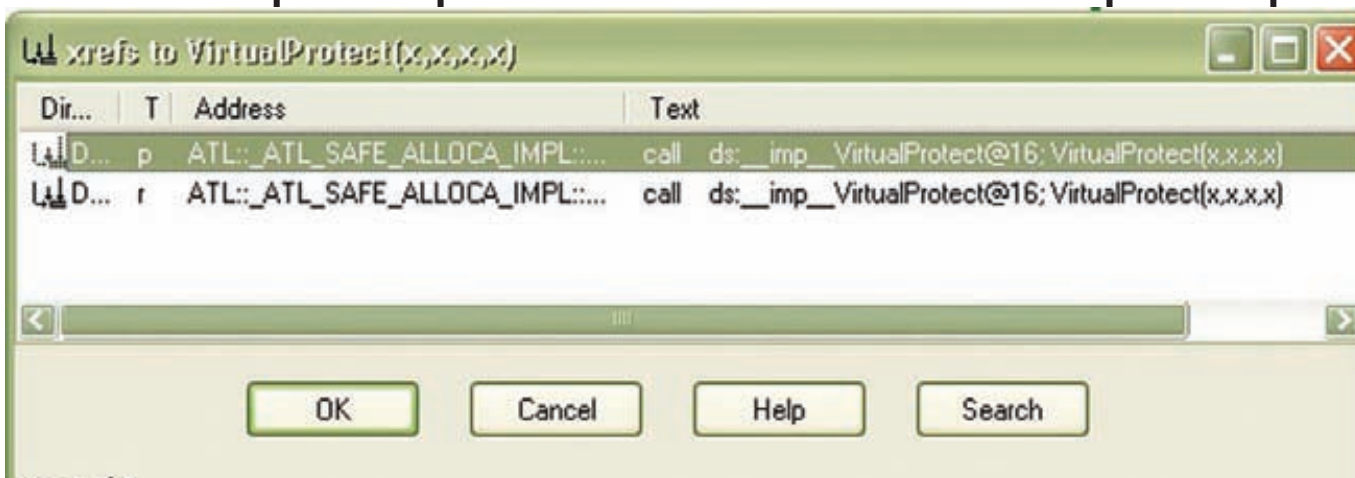 xrefs to VirtualProtect(x,x,x,x)
Dir... T Address Text
D... p ATL::_ATL_SAFE_ALLOCA_IMPL::... call ds:__imp__VirtualProtect@16; VirtualProtect(x,x,x,x)
D... r ATL::_ATL_SAFE_ALLOCA_IMPL::... call ds:__imp__VirtualProtect@16; VirtualProtect(x,x,x,x)
OK Cancel Help Search